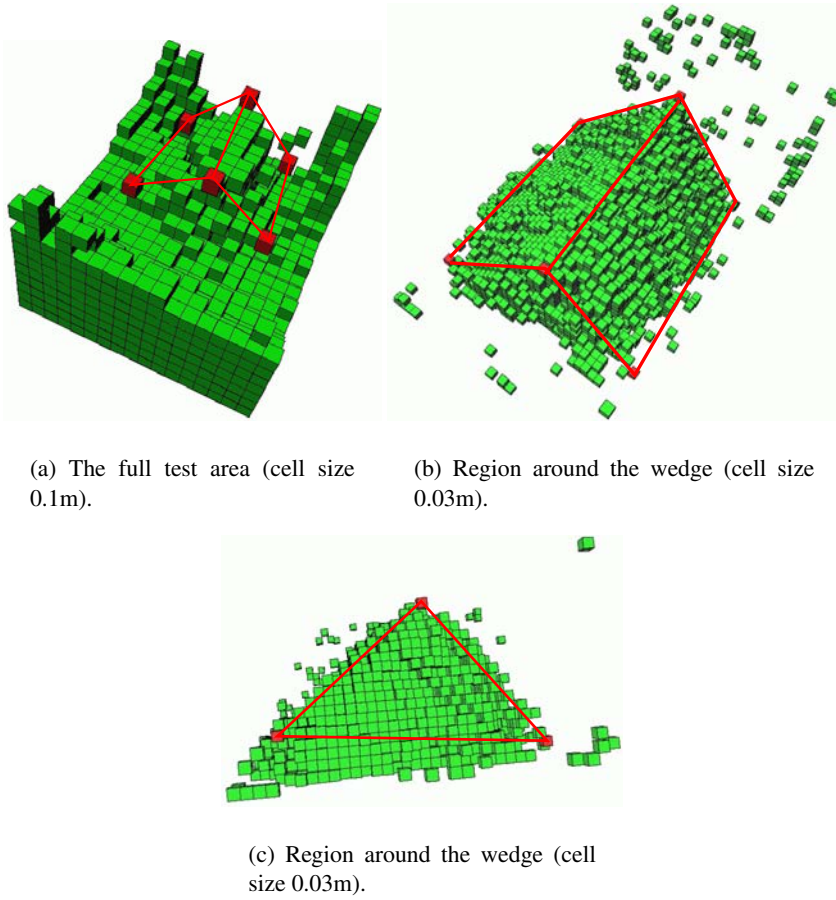 (a) The full test area (cell size
0.1m).
(b) Region around the wedge (cell size
0.03m).
(c) Region around the wedge (cell
size 0.03m).